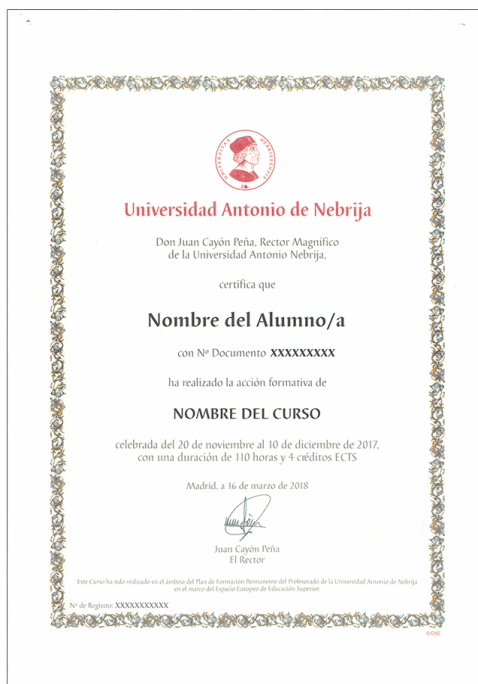 Universidad Antonio de Nebrija
Don Juan Cayón Peña, Rector Magnífico
de la Universidad Antonio Nebrija,
certifica que
Nombre del Alumno/a
con Nº Documento XXXXXXXXX
ha realizado la acción formativa de
NOMBRE DEL CURSO
celebrada del 20 de noviembre al 10 de diciembre de 2017,
con una duración de 110 horas y 4 créditos ECTS
Madrid, a 16 de marzo de 2018
Juan Cayón Peña
El Rector
Este Curso ha sido realizado en el ámbito del Plan de Formación Permanente del Profesorado de la Universidad Antonio de Nebrija
en el marco del Espacio Europeo de Educación Superior.
Nº de Registro: XXXXXXXXXXX
SIGNE